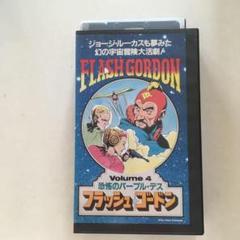 ジョージ・ルーカスも夢みた
幻の宇宙冒険大活劇♪
FLASH GORDON
Volume 4
恐怖のパープル・デス
フラッシュ ゴードン